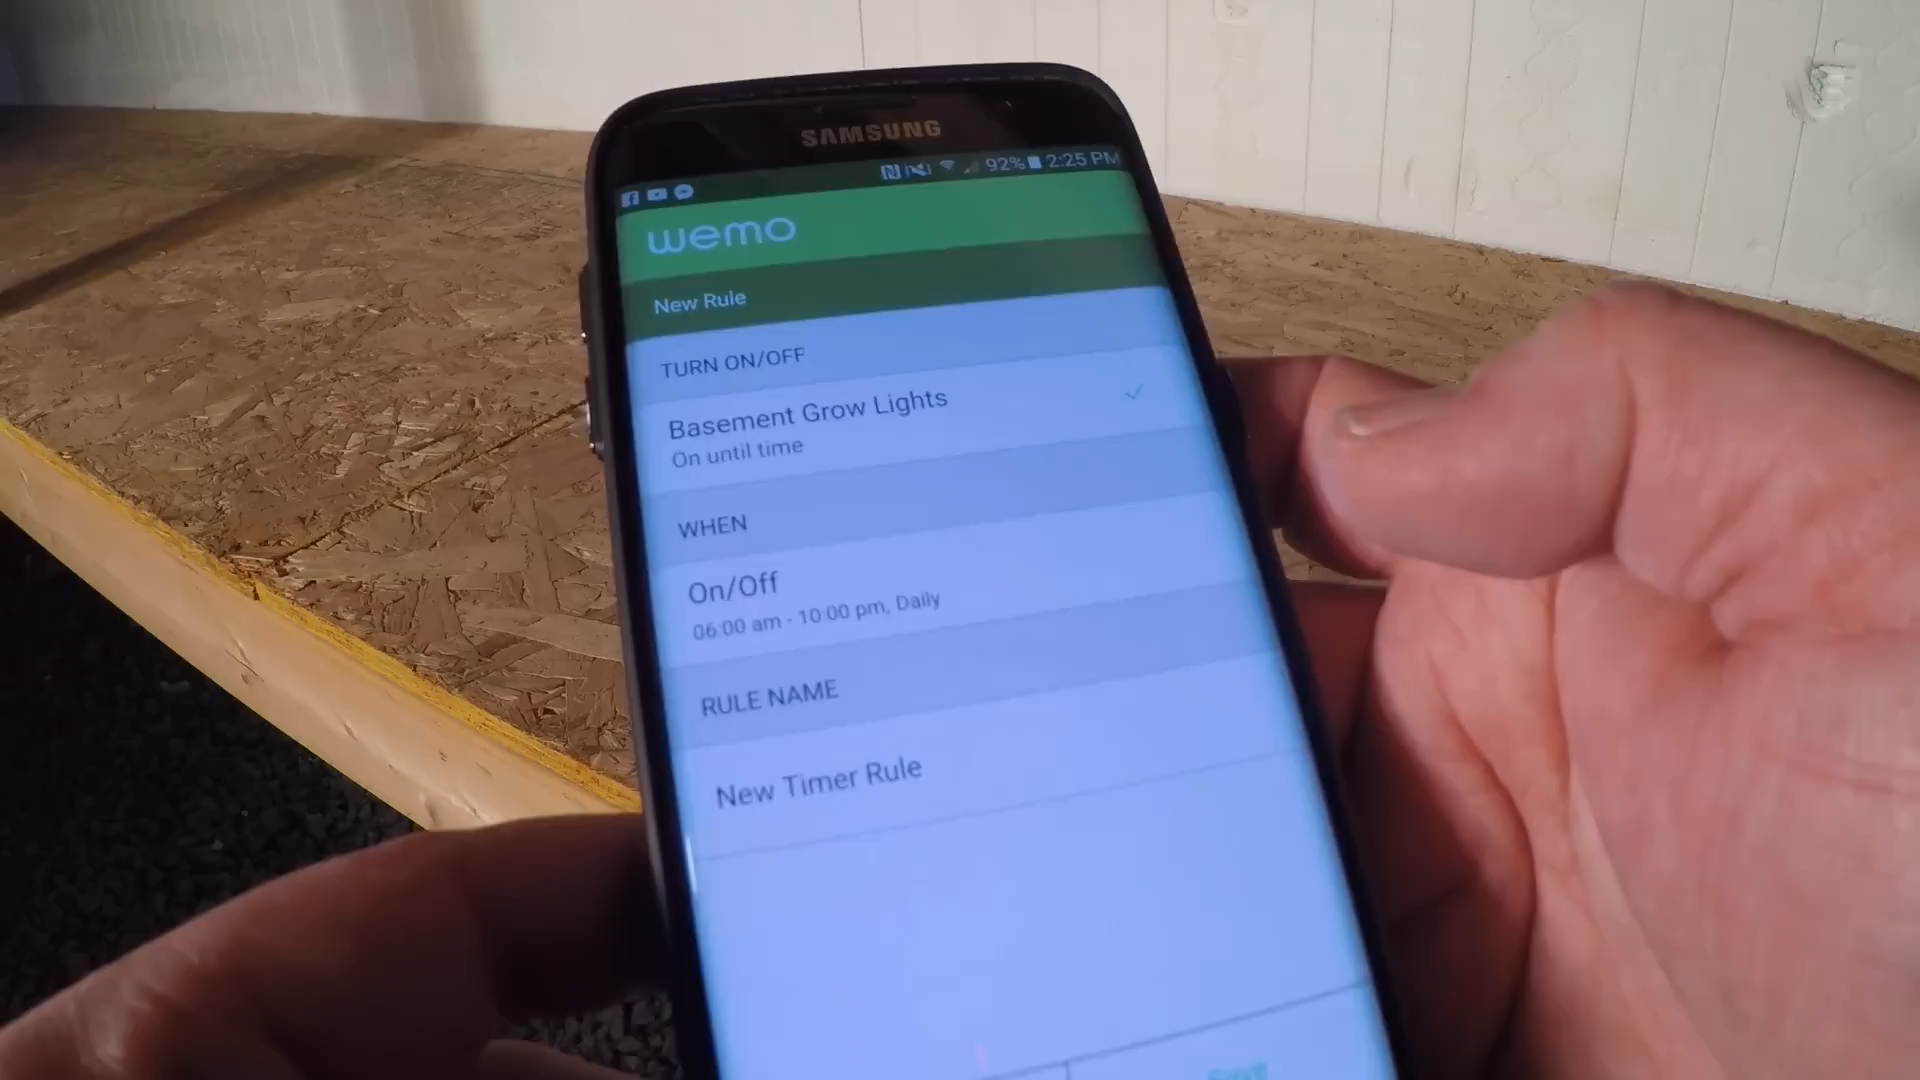 SAMSUNG
92% 2:25 PM
wemo
New Rule
TURN ON/OFF
Basement Grow Lights
On until time
WHEN
On/Off
06:00 am - 10:00 pm, Daily
RULE NAME
New Timer Rule
Save